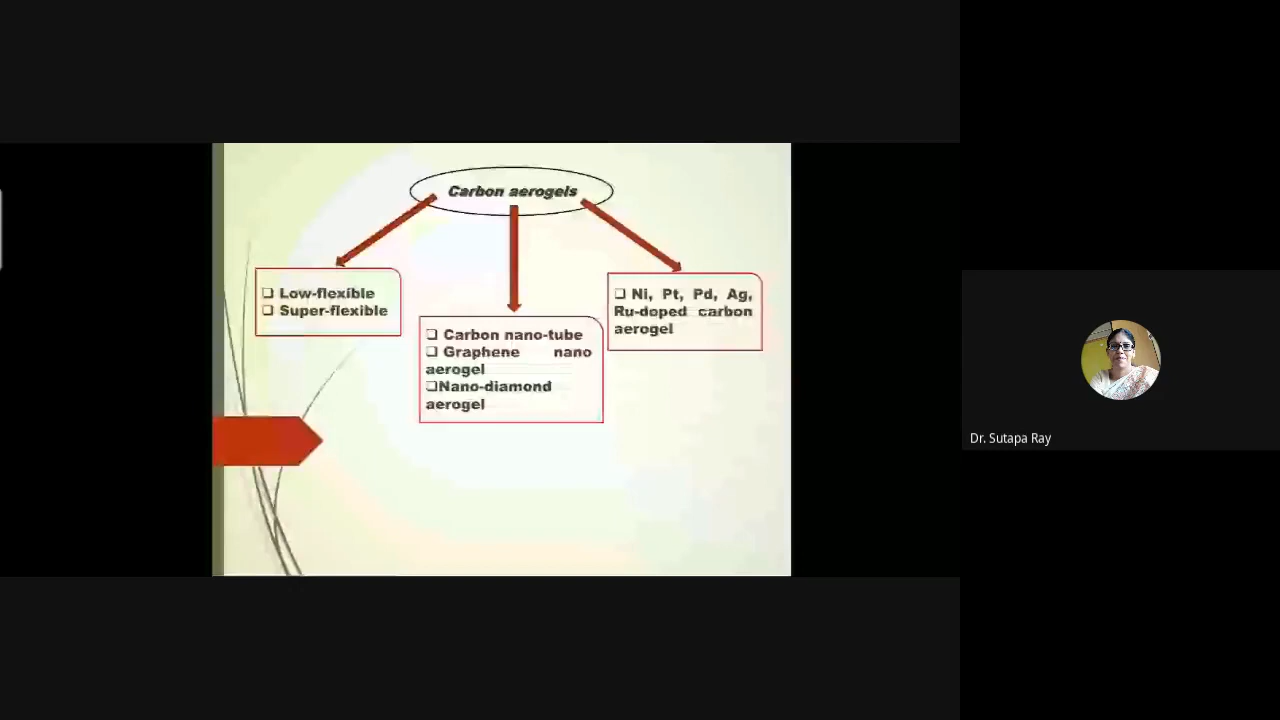 Carbon aerogels
❑ Low-flexible
❑ Super-flexible
❑ Carbon nano-tube
❑ Graphene nano
aerogel
❑Nano-diamond
aerogel
❑ Ni, Pt, Pd, Ag,
Ru-doped carbon
aerogel
Dr. Sutapa Ray